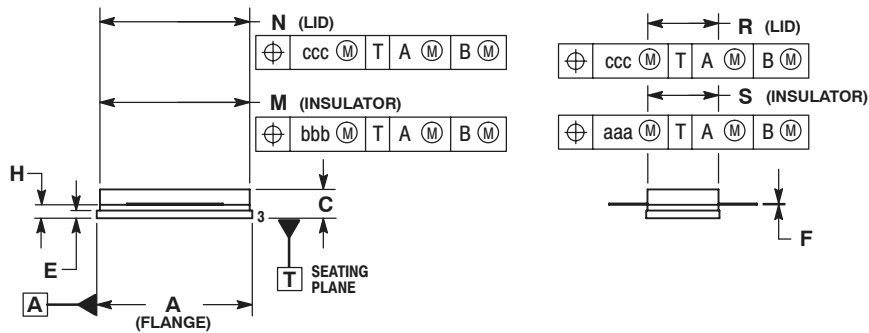 N (LID)
⌖ ccc Ⓜ T A Ⓜ B Ⓜ
M (INSULATOR)
⌖ bbb Ⓜ T A Ⓜ B Ⓜ
H
C
E
3
T SEATING
PLANE
A
A
(FLANGE)
R (LID)
⌖ ccc Ⓜ T A Ⓜ B Ⓜ
S (INSULATOR)
⌖ aaa Ⓜ T A Ⓜ B Ⓜ
F